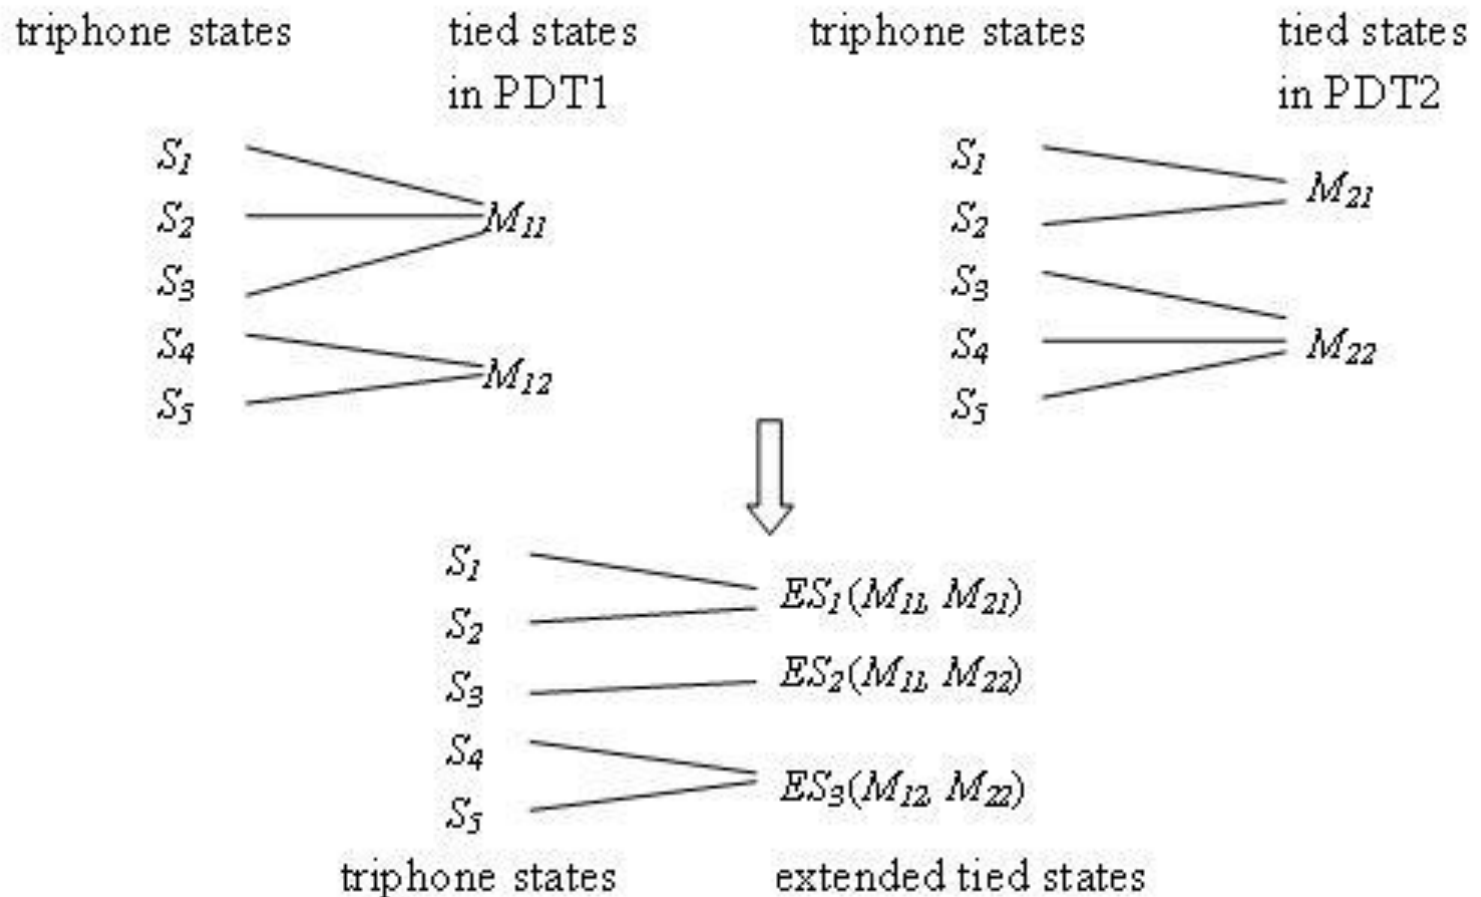 triphone states
tied states
in PDT1
S1
S2
S3
S4
S5
M11
M12
triphone states
tied states
in PDT2
S1
S2
S3
S4
S5
M21
M22
S1
S2
S3
S4
S5
ES1(M11, M21)
ES2(M11, M22)
ES3(M12, M22)
triphone states
extended tied states